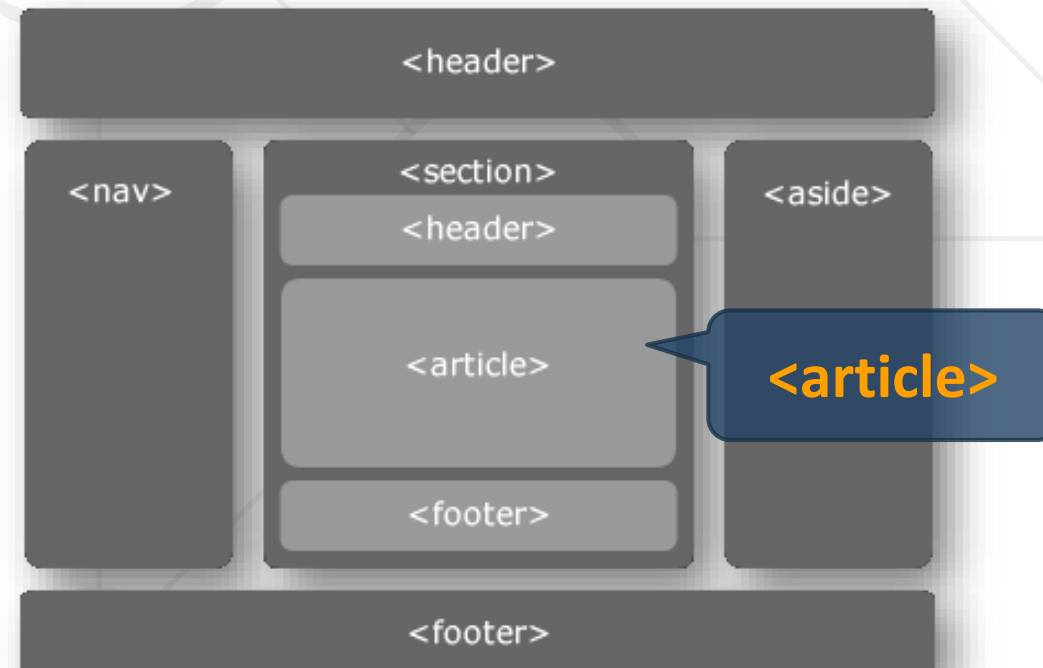 <header>
<nav>
<section>
<header>
<article>
<footer>
<aside>
<article>
<footer>